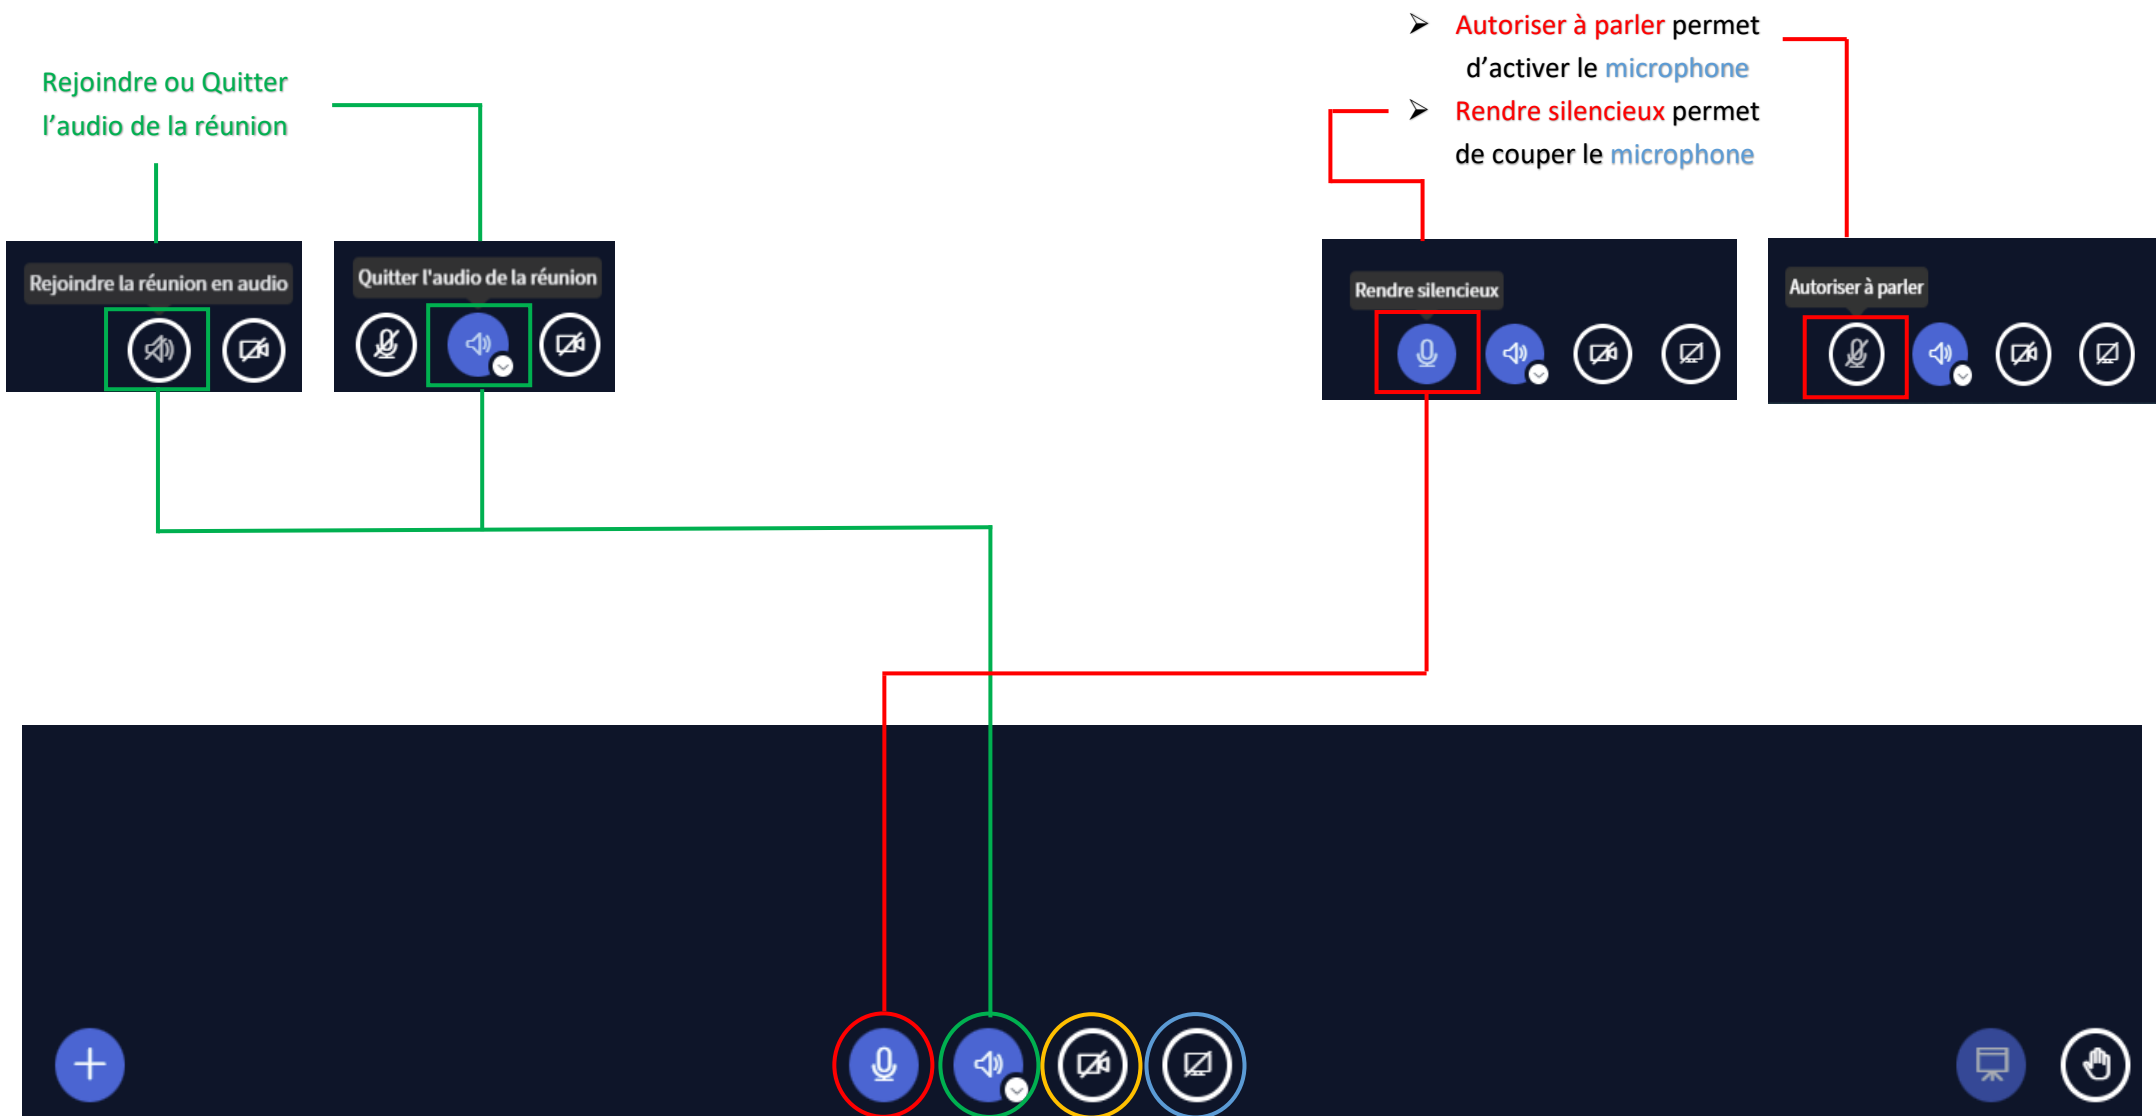 Rejoindre ou Quitter
l’audio de la réunion
➢ Autoriser à parler permet
d’activer le microphone
➢ Rendre silencieux permet
de couper le microphone
Rejoindre la réunion en audio
Quitter l'audio de la réunion
Rendre silencieux
Autoriser à parler